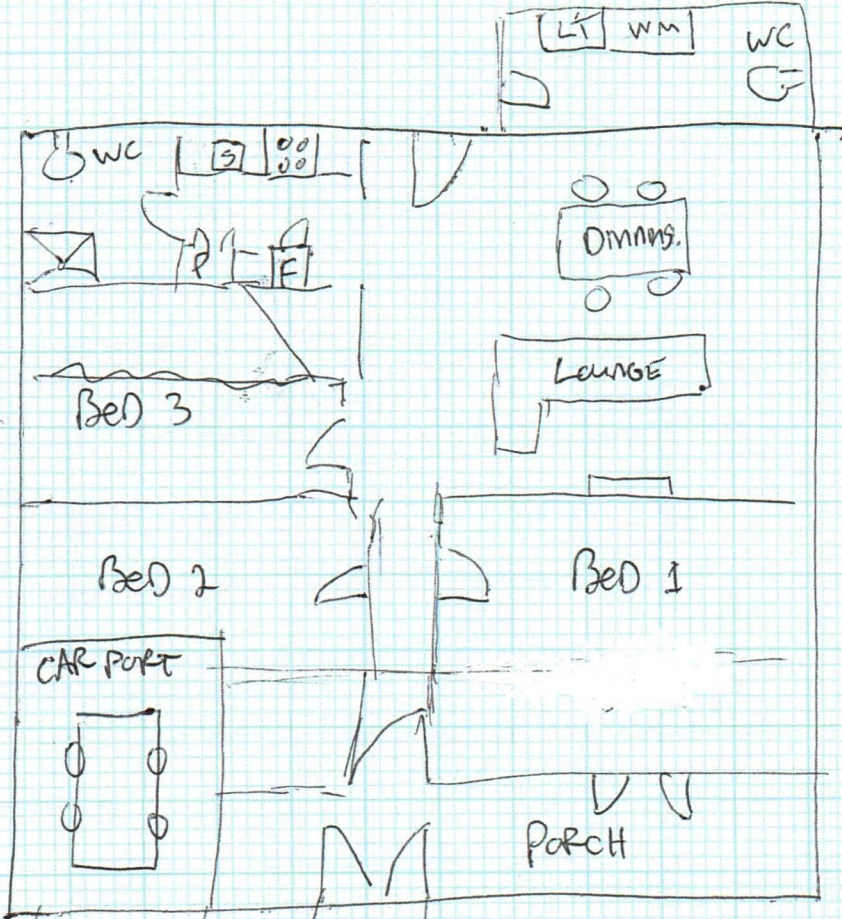 LT WM WC
WC S
P F
Dining.
LOUNGE
BED 3
BED 2 BED 1
CAR PORT
PORCH